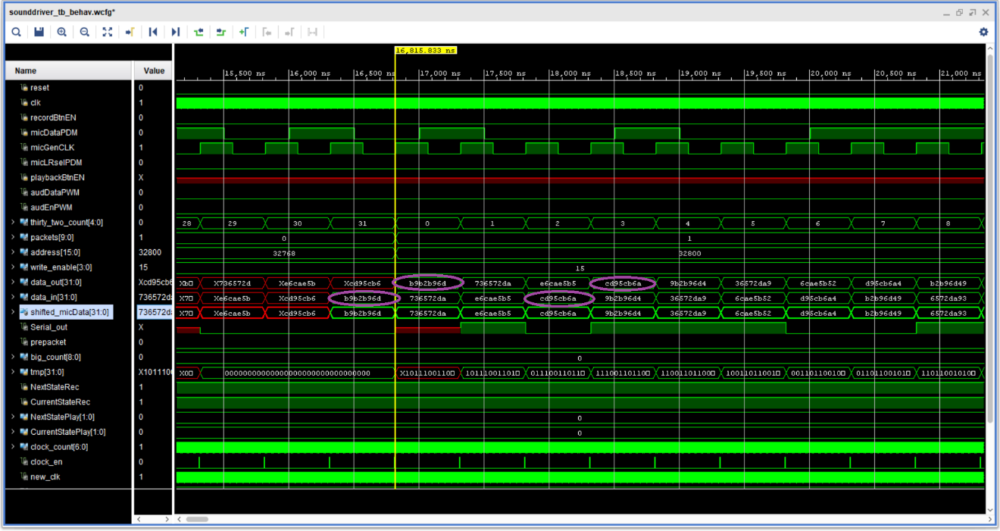 sounddriver_tb_behav.wcfg*
16,815.833 ns
Name Value
15,500 ns 16,000 ns 16,500 ns 17,000 ns 17,500 ns 18,000 ns 18,500 ns 19,000 ns 19,500 ns 20,000 ns 20,500 ns 21,000 ns
reset 0
clk 1
recordBtnEN 0
micDataPDM 0
micGenCLK 1
micLRselPDM 0
playbackBtnEN X
audDataPWM 0
audEnPWM 0
thirty_two_count[4:0] 0 28 29 30 31 0 1 2 3 4 5 6 7 8
packets[9:0] 1 0 1
address[15:0] 32800 32768 32800
write_enable[3:0] 15 15
data_out[31:0] Xcd95cb6 Xb X736572d Xe6cae5b Xcd95cb6 b9b2b96d 736572da e6cae5b5 cd95cb6a 9b2b96d4 36572da9 6cae5b52 d95cb6a4 b2b96d49
data_in[31:0] 736572d X7 Xe6cae5b Xcd95cb6 b9b2b96d 736572da e6cae5b5 cd95cb6a 9b2b96d4 36572da9 6cae5b52 d95cb6a4 b2b96d49 6572da93
shifted_micData[31:0] 736572d X7 Xe6cae5b Xcd95cb6 b9b2b96d 736572da e6cae5b5 cd95cb6a 9b2b96d4 36572da9 6cae5b52 d95cb6a4 b2b96d49 6572da93
Serial_out X
prepacket 0
big_count[8:0] 0 0
tmp[31:0] X101110 X0 00000000000000000000000000000000 X1011100110 10111001101 01110011011 11100110110 11001101100 10011011001 00110110010 01101100101 11011001010
NextStateRec 1
CurrentStateRec 1
NextStatePlay[1:0] 0 0
CurrentStatePlay[1:0] 0 0
clock_count[6:0] 1
clock_en 0
new_clk 1